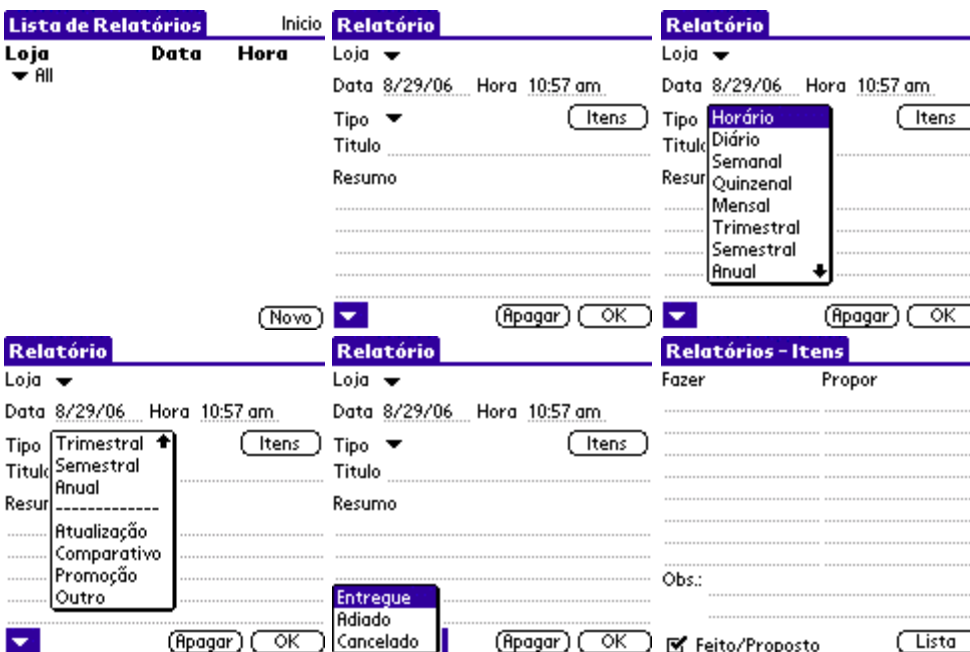 Lista de Relatórios Inicio
Loja Data Hora
All
Novo
Relatório
Loja
Data 8/29/06 Hora 10:57 am
Tipo Itens
Titulo
Resumo
Apagar OK
Relatório
Loja
Data 8/29/06 Hora 10:57 am
Tipo Horário Itens
Titulo Diário
Semanal
Resur Quinzenal
Mensal
Trimestral
Semestral
Anual
Apagar OK
Relatório
Loja
Data 8/29/06 Hora 10:57 am
Tipo Trimestral Itens
Titulo Semestral
Anual
Resur -------------
Atualização
Comparativo
Promoção
Outro
Apagar OK
Relatório
Loja
Data 8/29/06 Hora 10:57 am
Tipo Itens
Titulo
Resumo
Entregue
Adiado
Cancelado Apagar OK
Relatórios - Itens
Fazer Propor
Obs.:
Feito/Proposto Lista